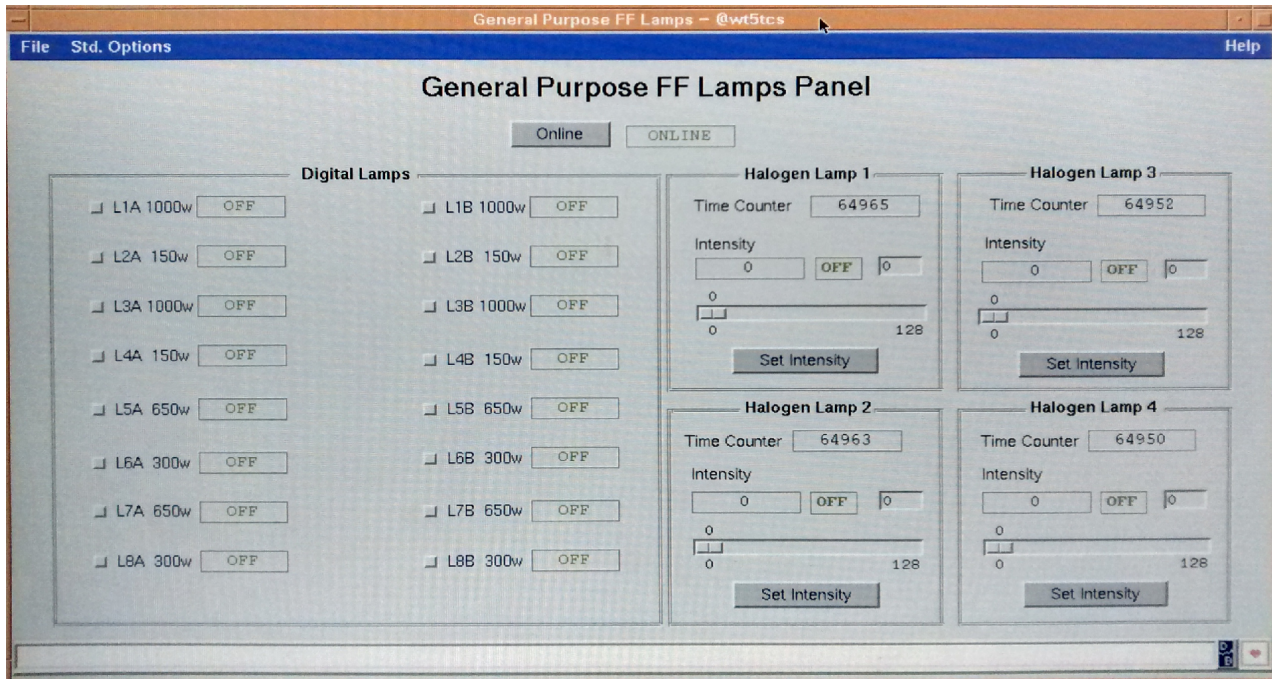 General Purpose FF Lamps – @wt5tcs
File Std. Options Help
General Purpose FF Lamps Panel
Online ONLINE
Digital Lamps
L1A 1000w OFF L1B 1000w OFF
L2A 150w OFF L2B 150w OFF
L3A 1000w OFF L3B 1000w OFF
L4A 150w OFF L4B 150w OFF
L5A 650w OFF L5B 650w OFF
L6A 300w OFF L6B 300w OFF
L7A 650w OFF L7B 650w OFF
L8A 300w OFF L8B 300w OFF
Halogen Lamp 1
Time Counter 64965
Intensity
0 OFF 0
0
0 128
Set Intensity
Halogen Lamp 3
Time Counter 64952
Intensity
0 OFF 0
0
0 128
Set Intensity
Halogen Lamp 2
Time Counter 64963
Intensity
0 OFF 0
0
0 128
Set Intensity
Halogen Lamp 4
Time Counter 64950
Intensity
0 OFF 0
0
0 128
Set Intensity
D
B